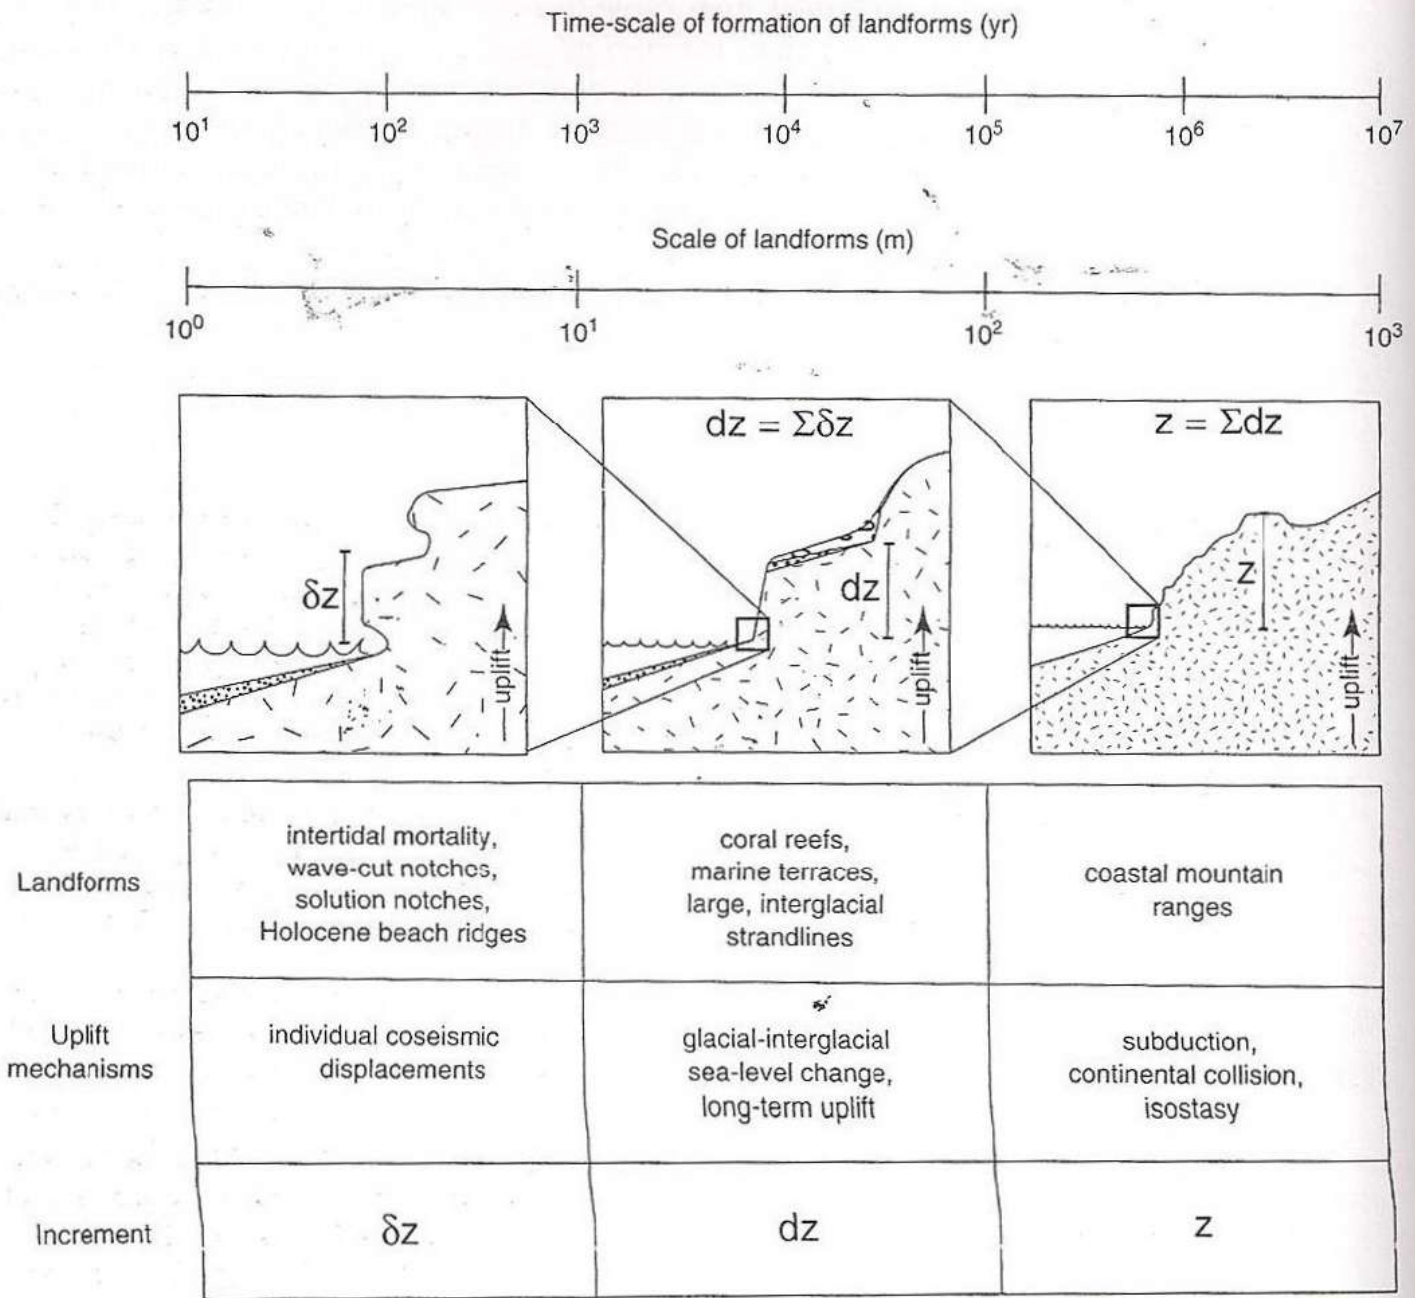 Time-scale of formation of landforms (yr)
10¹ 10² 10³ 10⁴ 10⁵ 10⁶ 10⁷
Scale of landforms (m)
10⁰ 10¹ 10² 10³
δz
uplift
dz = Σδz
dz
uplift
z = Σdz
z
uplift
Landforms
intertidal mortality,
wave-cut notches,
solution notches,
Holocene beach ridges
coral reefs,
marine terraces,
large, interglacial
strandlines
coastal mountain
ranges
Uplift
mechanisms
individual coseismic
displacements
glacial-interglacial
sea-level change,
long-term uplift
subduction,
continental collision,
isostasy
Increment
δz
dz
z